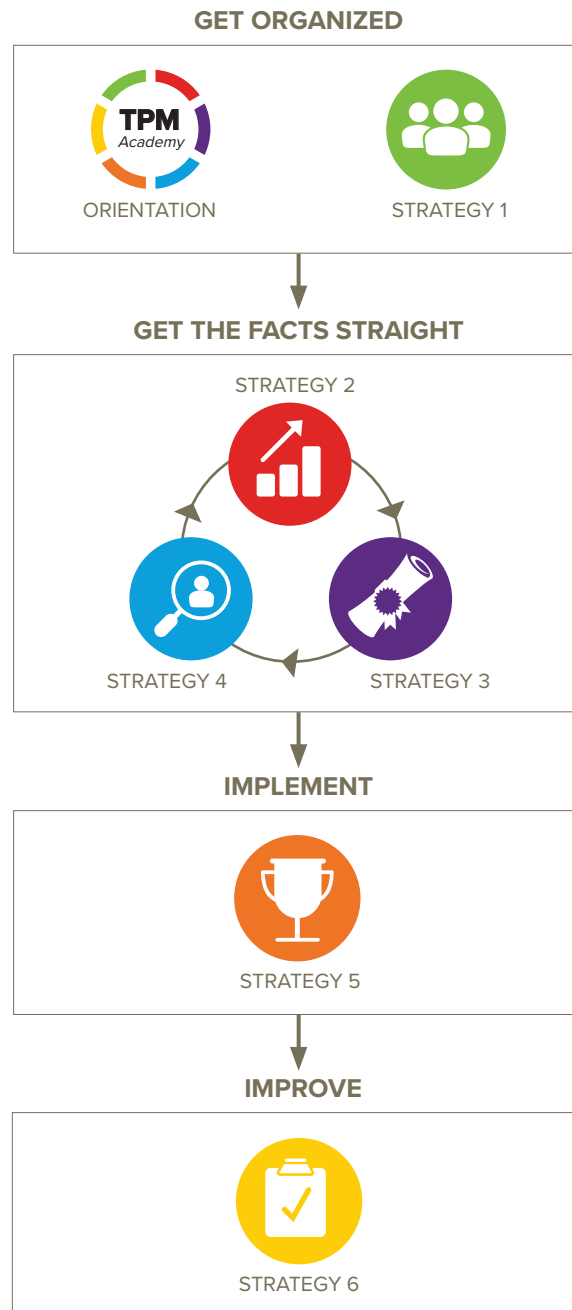 GET ORGANIZED
TPM
Academy
ORIENTATION
STRATEGY 1
GET THE FACTS STRAIGHT
STRATEGY 2
STRATEGY 4
STRATEGY 3
IMPLEMENT
STRATEGY 5
IMPROVE
STRATEGY 6